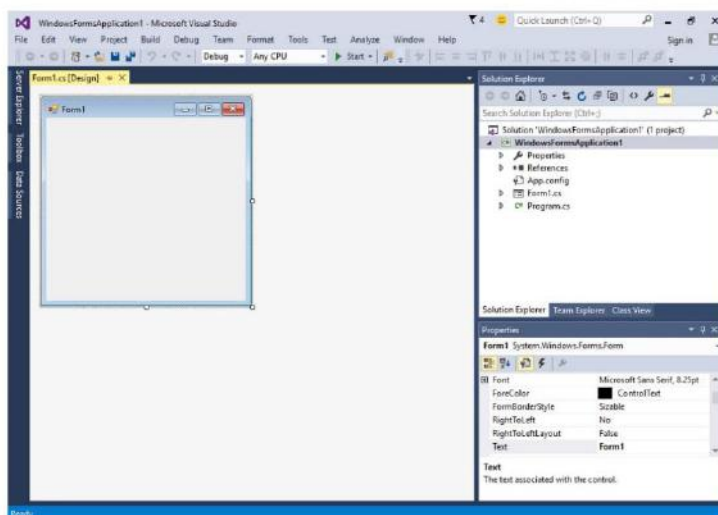 WindowsFormsApplication1 - Microsoft Visual Studio
4
Quick Launch (Ctrl+Q)
File Edit View Project Build Debug Team Format Tools Test Analyze Window Help
Sign in
Debug Any CPU Start
Server Explorer
Toolbox
Data Sources
Form1.cs [Design]
Form1
Solution Explorer
Search Solution Explorer (Ctrl+;)
Solution 'WindowsFormsApplication1' (1 project)
WindowsFormsApplication1
Properties
References
App.config
Form1.cs
Program.cs
Solution Explorer Team Explorer Class View
Properties
Form1 System.Windows.Forms.Form
Font Microsoft Sans Serif, 8.25pt
ForeColor ControlText
FormBorderStyle Sizable
RightToLeft No
RightToLeftLayout False
Text Form1
Text
The text associated with the control.
Ready